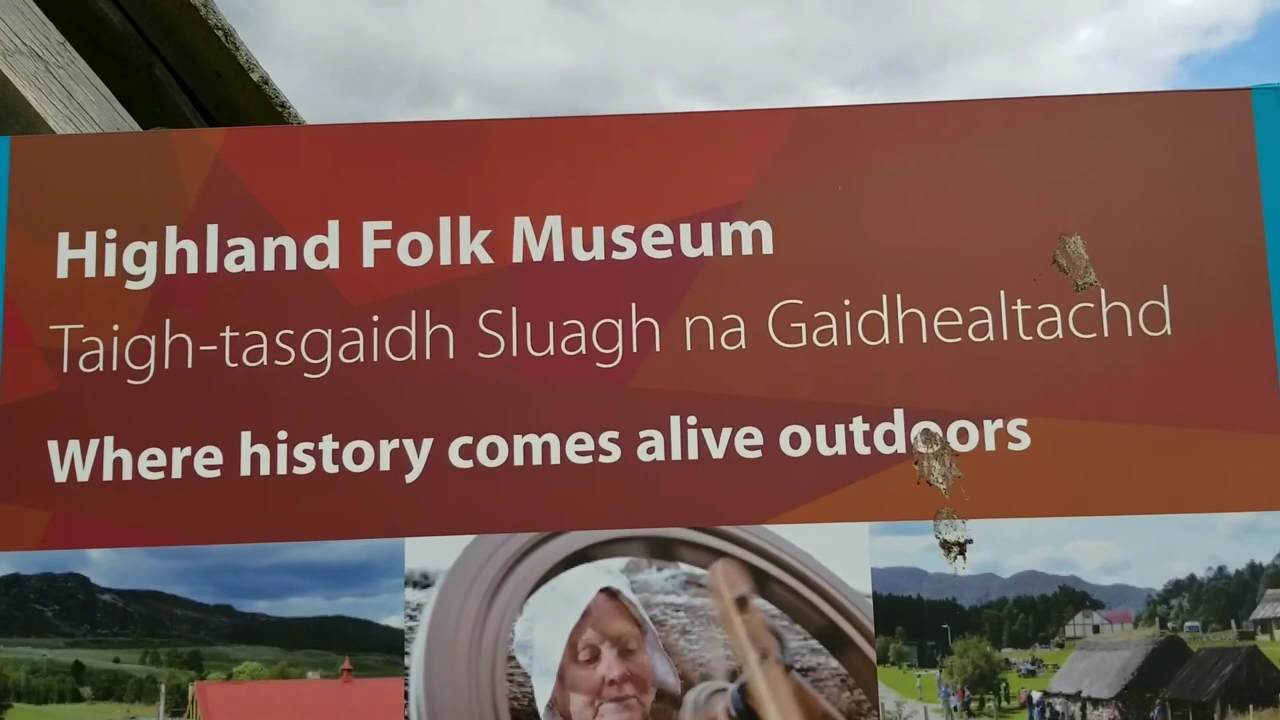 Highland Folk Museum
Taigh-tasgaidh Sluagh na Gaidhealtachd
Where history comes alive outdoors